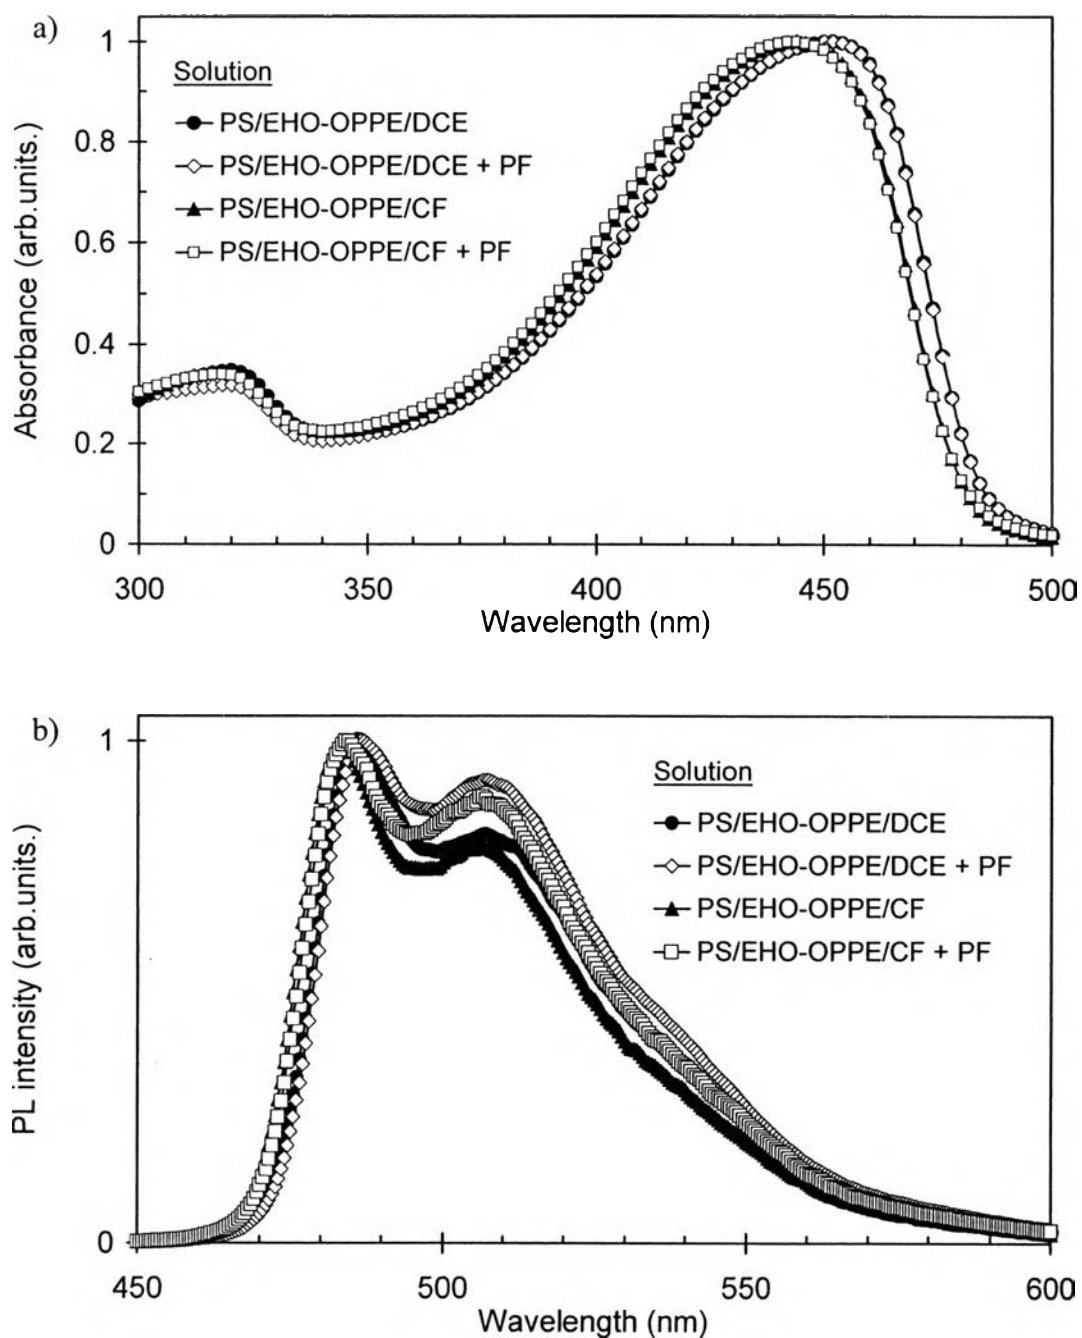 a)
1
0.8
0.6
0.4
0.2
0
Absorbance (arb.units.)
Solution
PS/EHO-OPPE/DCE
PS/EHO-OPPE/DCE + PF
PS/EHO-OPPE/CF
PS/EHO-OPPE/CF + PF
300
350
400
450
500
Wavelength (nm)
b)
1
0
PL intensity (arb.units.)
Solution
PS/EHO-OPPE/DCE
PS/EHO-OPPE/DCE + PF
PS/EHO-OPPE/CF
PS/EHO-OPPE/CF + PF
450
500
550
600
Wavelength (nm)